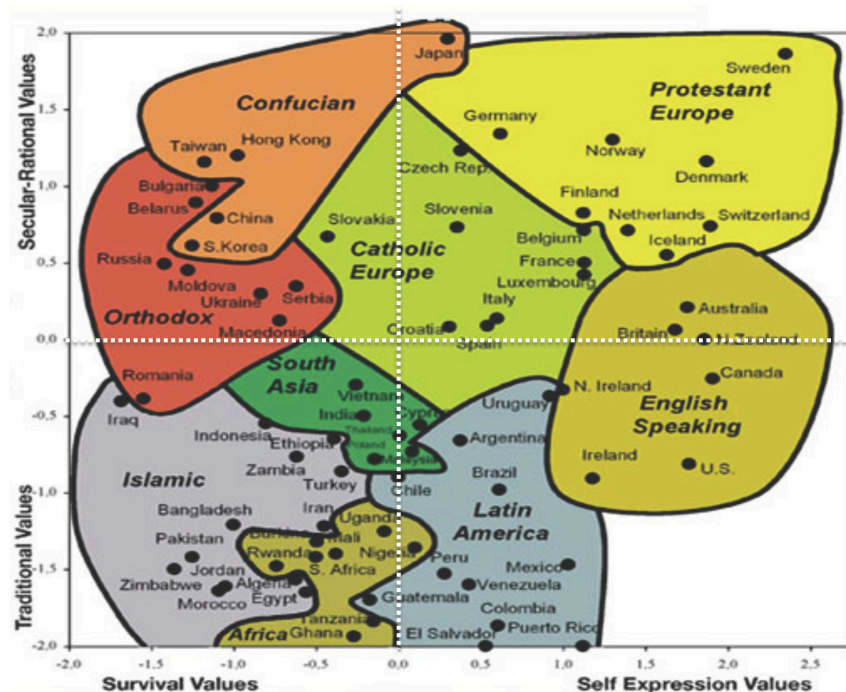 Secular-Rational Values
Traditional Values
2,0
1.5
1.0
0.5
0.0
-0.5
-1.0
-1.5
-2.0
Japan
Sweden
Protestant
Europe
Confucian
Germany
Norway
Hong Kong
Taiwan
Czech Rep.
Denmark
Bulgaria
Belarus
Finland
China
Slovakia
Slovenia
Netherlands
Switzerland
S.Korea
Catholic
Europe
Belgium
Iceland
Russia
France
Moldova
Luxembourg
Ukraine
Serbia
Italy
Australia
Orthodox
Macedonia
Croatia
Spain
Britain
N Zealand
South
Asia
Romania
Vietnam
Canada
N. Ireland
Iraq
India
Cypr
Uruguay
English
Speaking
Indonesia
Thailand
Ethiopia
Poland
Argentina
Zambia
Malaysia
Ireland
U.S.
Islamic
Turkey
Chile
Brazil
Bangladesh
Iran
Uganda
Latin
America
Burkina
Mali
Pakistan
Rwanda
Nigeria
S. Africa
Peru
Mexico
Jordan
Zimbabwe
Algeria
Venezuela
Morocco
Egypt
Guatemala
Tanzania
Colombia
Africa
Ghana
El Salvador
Puerto Rico
-2,0
-1,5
-1,0
-0,5
0,0
0,5
1,0
1,5
2,0
2,5
Survival Values
Self Expression Values